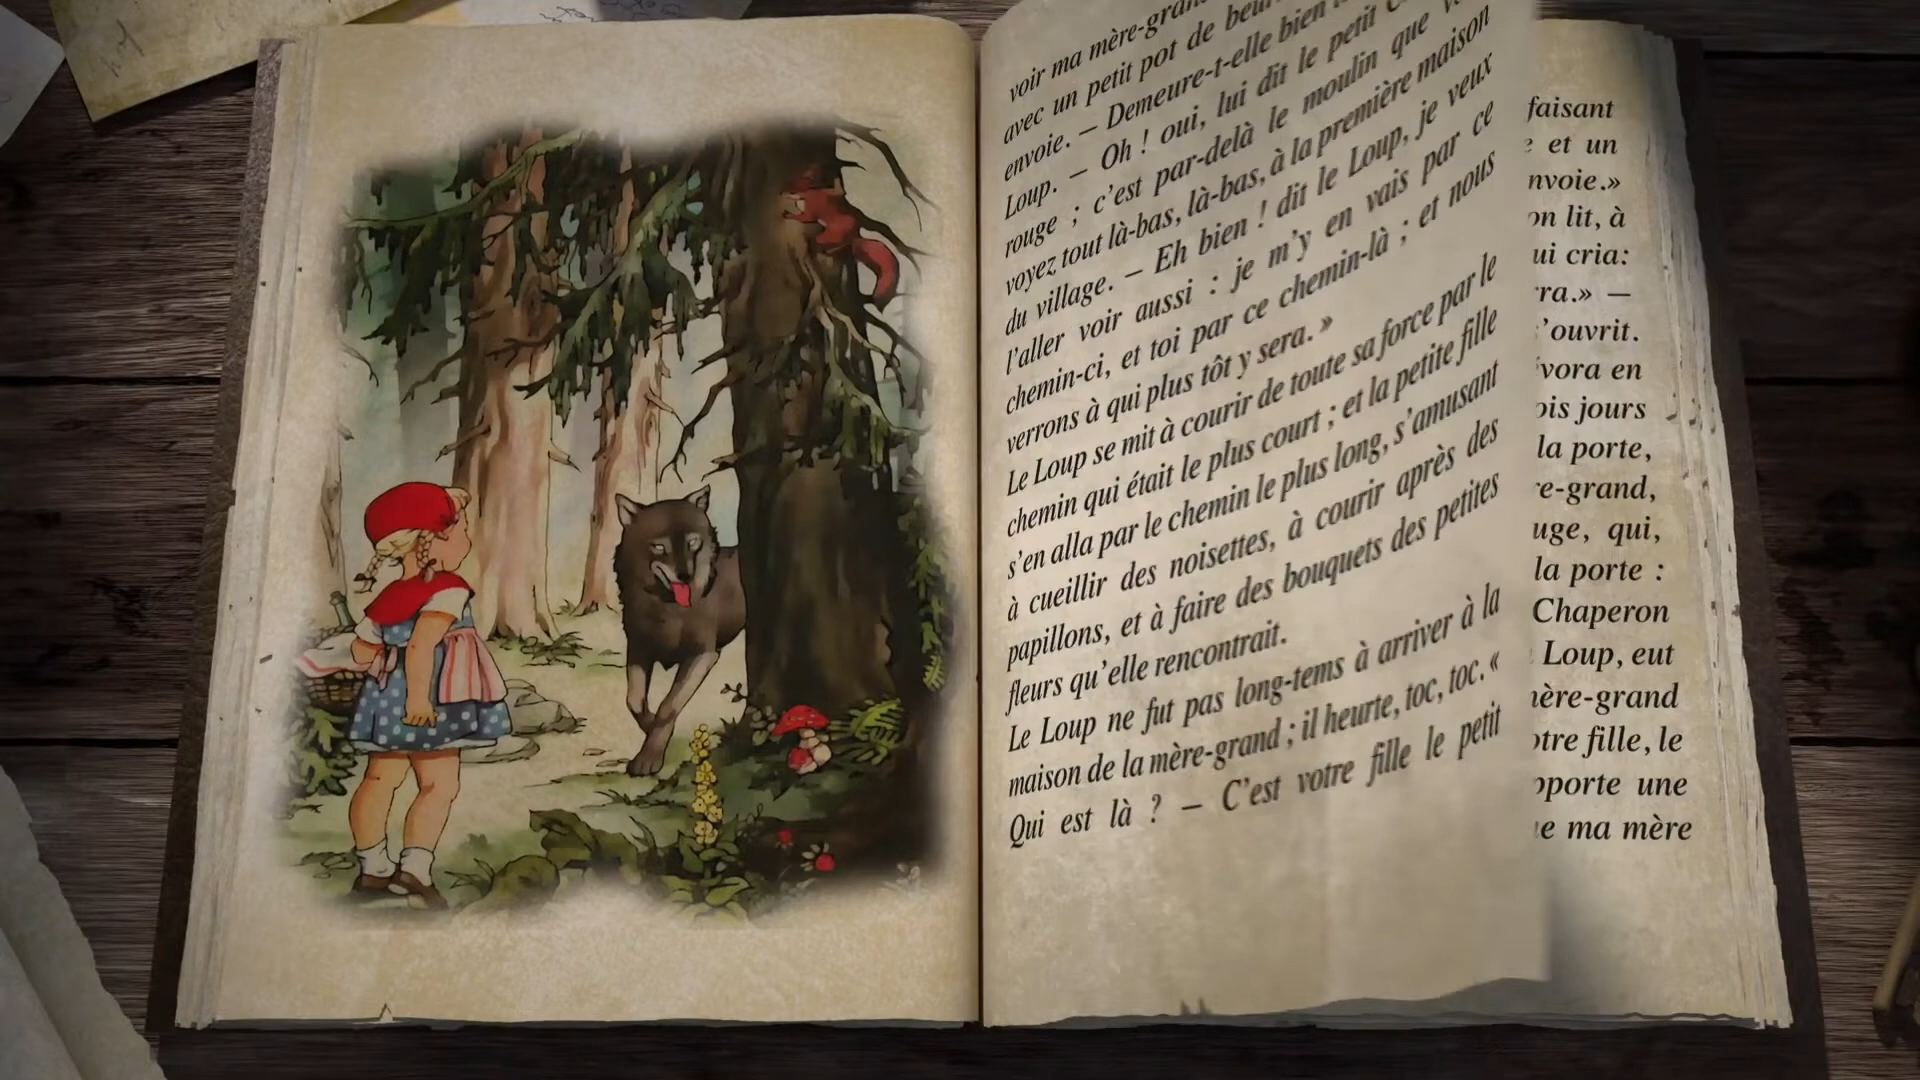 voir ma mère-grand
avec un petit pot de
envoie. – Demeure-t-elle bien
Loup. – Oh ! oui, lui dit le petit
rouge ; c'est par-delà le moulin que
voyez tout là-bas, là-bas, à la première maison
du village. – Eh bien ! dit le Loup, je veux
l'aller voir aussi : je m'y en vais par ce
chemin-ci, et toi par ce chemin-là ; et nous
verrons à qui plus tôt y sera. »
Le Loup se mit à courir de toute sa force par le
chemin qui était le plus court ; et la petite fille
s'en alla par le chemin le plus long, s'amusant
à cueillir des noisettes, à courir après des
papillons, et à faire des bouquets des petites
fleurs qu'elle rencontrait.
Le Loup ne fut pas long-tems à arriver à la
maison de la mère-grand ; il heurte, toc, toc. «
Qui est là ? – C'est votre fille le petit
faisant
et un
nvoie.»
on lit, à
ui cria:
rra.» —
s'ouvrit.
vora en
ois jours
la porte,
re-grand,
uge, qui,
la porte :
Chaperon
Loup, eut
mère-grand
otre fille, le
pporte une
ma mère